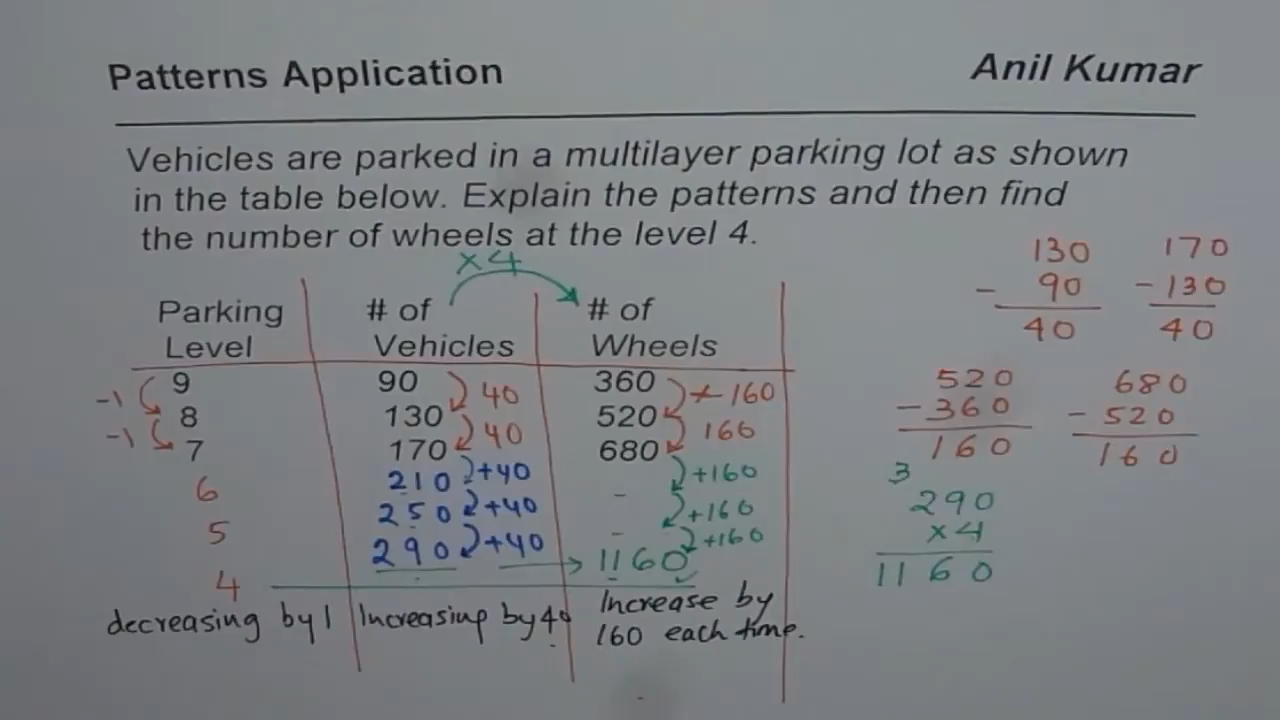 Patterns Application Anil Kumar
Vehicles are parked in a multilayer parking lot as shown
in the table below. Explain the patterns and then find
the number of wheels at the level 4.
×4
Parking Level # of Vehicles # of Wheels
9 90 360
8 130 520
7 170 680
6 210 -
5 250 -
4 290 1160
-1
-1
40
40
+40
+40
+40
+ 160
160
+160
+160
+160
decreasing by 1 Increasing by 40 Increase by
160 each time.
130
- 90
40
170
- 130
40
520
- 360
160
680
- 520
160
3
290
×4
1160